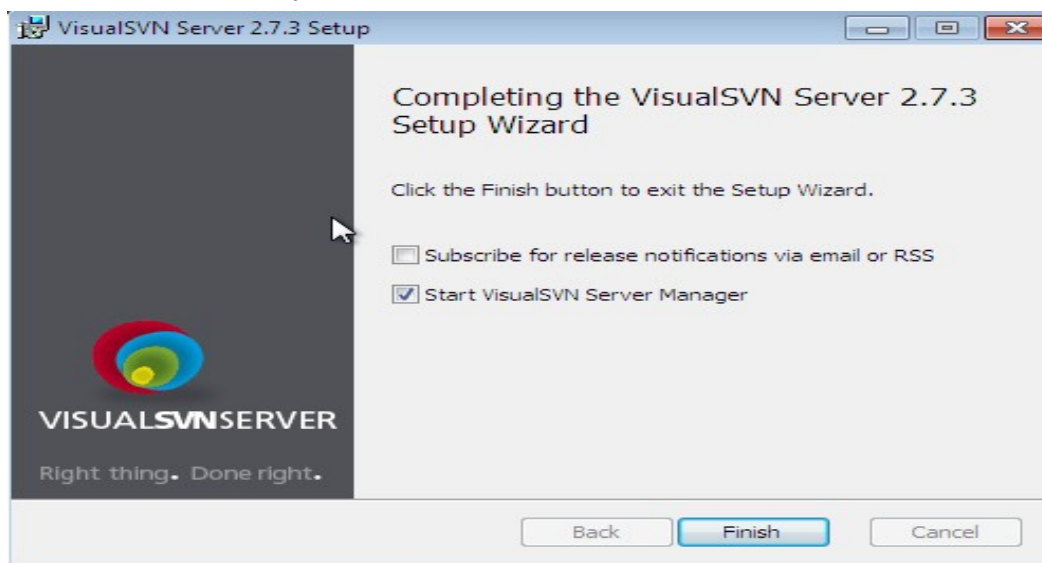 VisualSVN Server 2.7.3 Setup
Completing the VisualSVN Server 2.7.3
Setup Wizard
Click the Finish button to exit the Setup Wizard.
Subscribe for release notifications via email or RSS
Start VisualSVN Server Manager
VISUALSVNSERVER
Right thing. Done right.
Back Finish Cancel